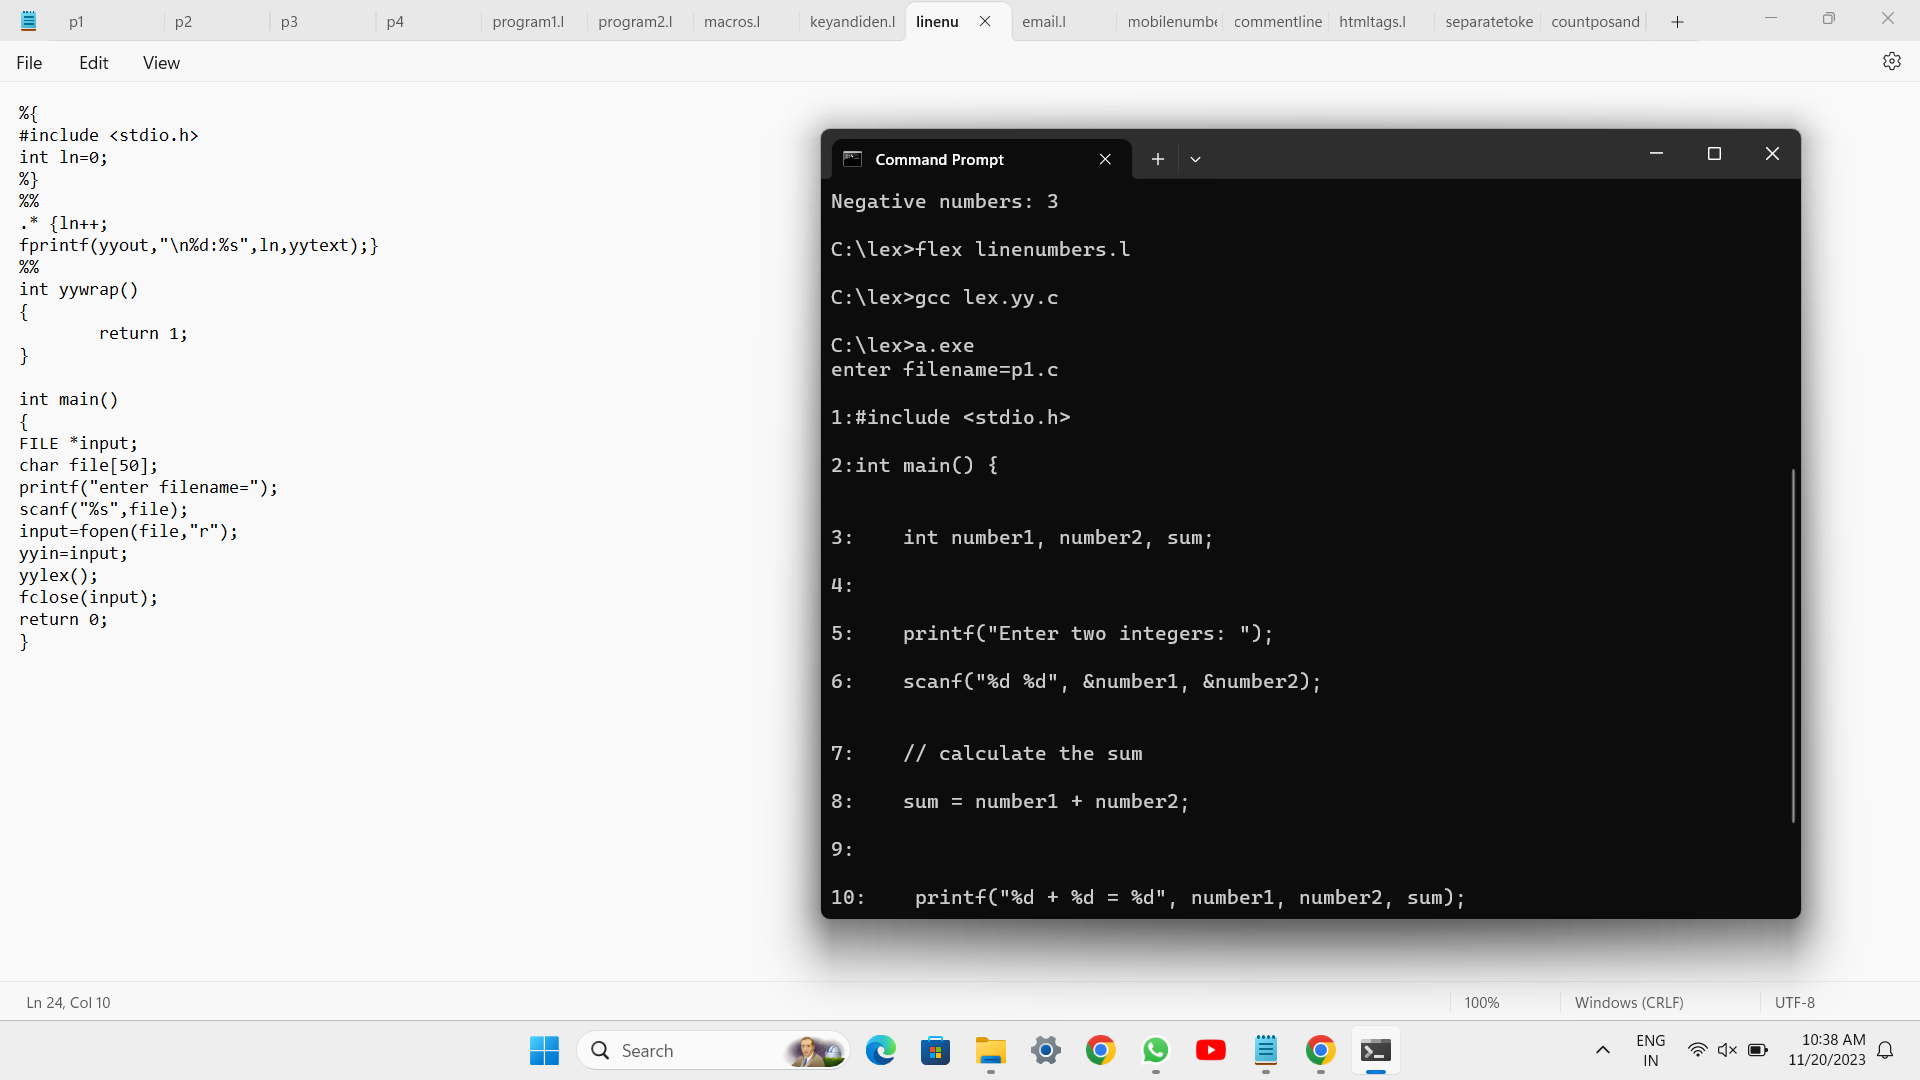 p1
p2
p3
p4
program1.l
program2.l
macros.l
keyandiden.l
linenu
email.l
mobilenumbe
commentline
htmltags.l
separatetoke
countposand
File
Edit
View
%{
#include <stdio.h>
int ln=0;
%}
%%
.* {ln++;
fprintf(yyout,"\n%d:%s",ln,yytext);}
%%
int yywrap()
{
        return 1;
}

int main()
{
FILE *input;
char file[50];
printf("enter filename=");
scanf("%s",file);
input=fopen(file,"r");
yyin=input;
yylex();
fclose(input);
return 0;
}
Command Prompt
Negative numbers: 3
C:\lex>flex linenumbers.l
C:\lex>gcc lex.yy.c
C:\lex>a.exe
enter filename=p1.c
1:#include <stdio.h>
2:int main() {
3:    int number1, number2, sum;
4:
5:    printf("Enter two integers: ");
6:    scanf("%d %d", &number1, &number2);
7:    // calculate the sum
8:    sum = number1 + number2;
9:
10:    printf("%d + %d = %d", number1, number2, sum);
Ln 24, Col 10
100%
Windows (CRLF)
UTF-8
Search
ENG
IN
10:38 AM
11/20/2023